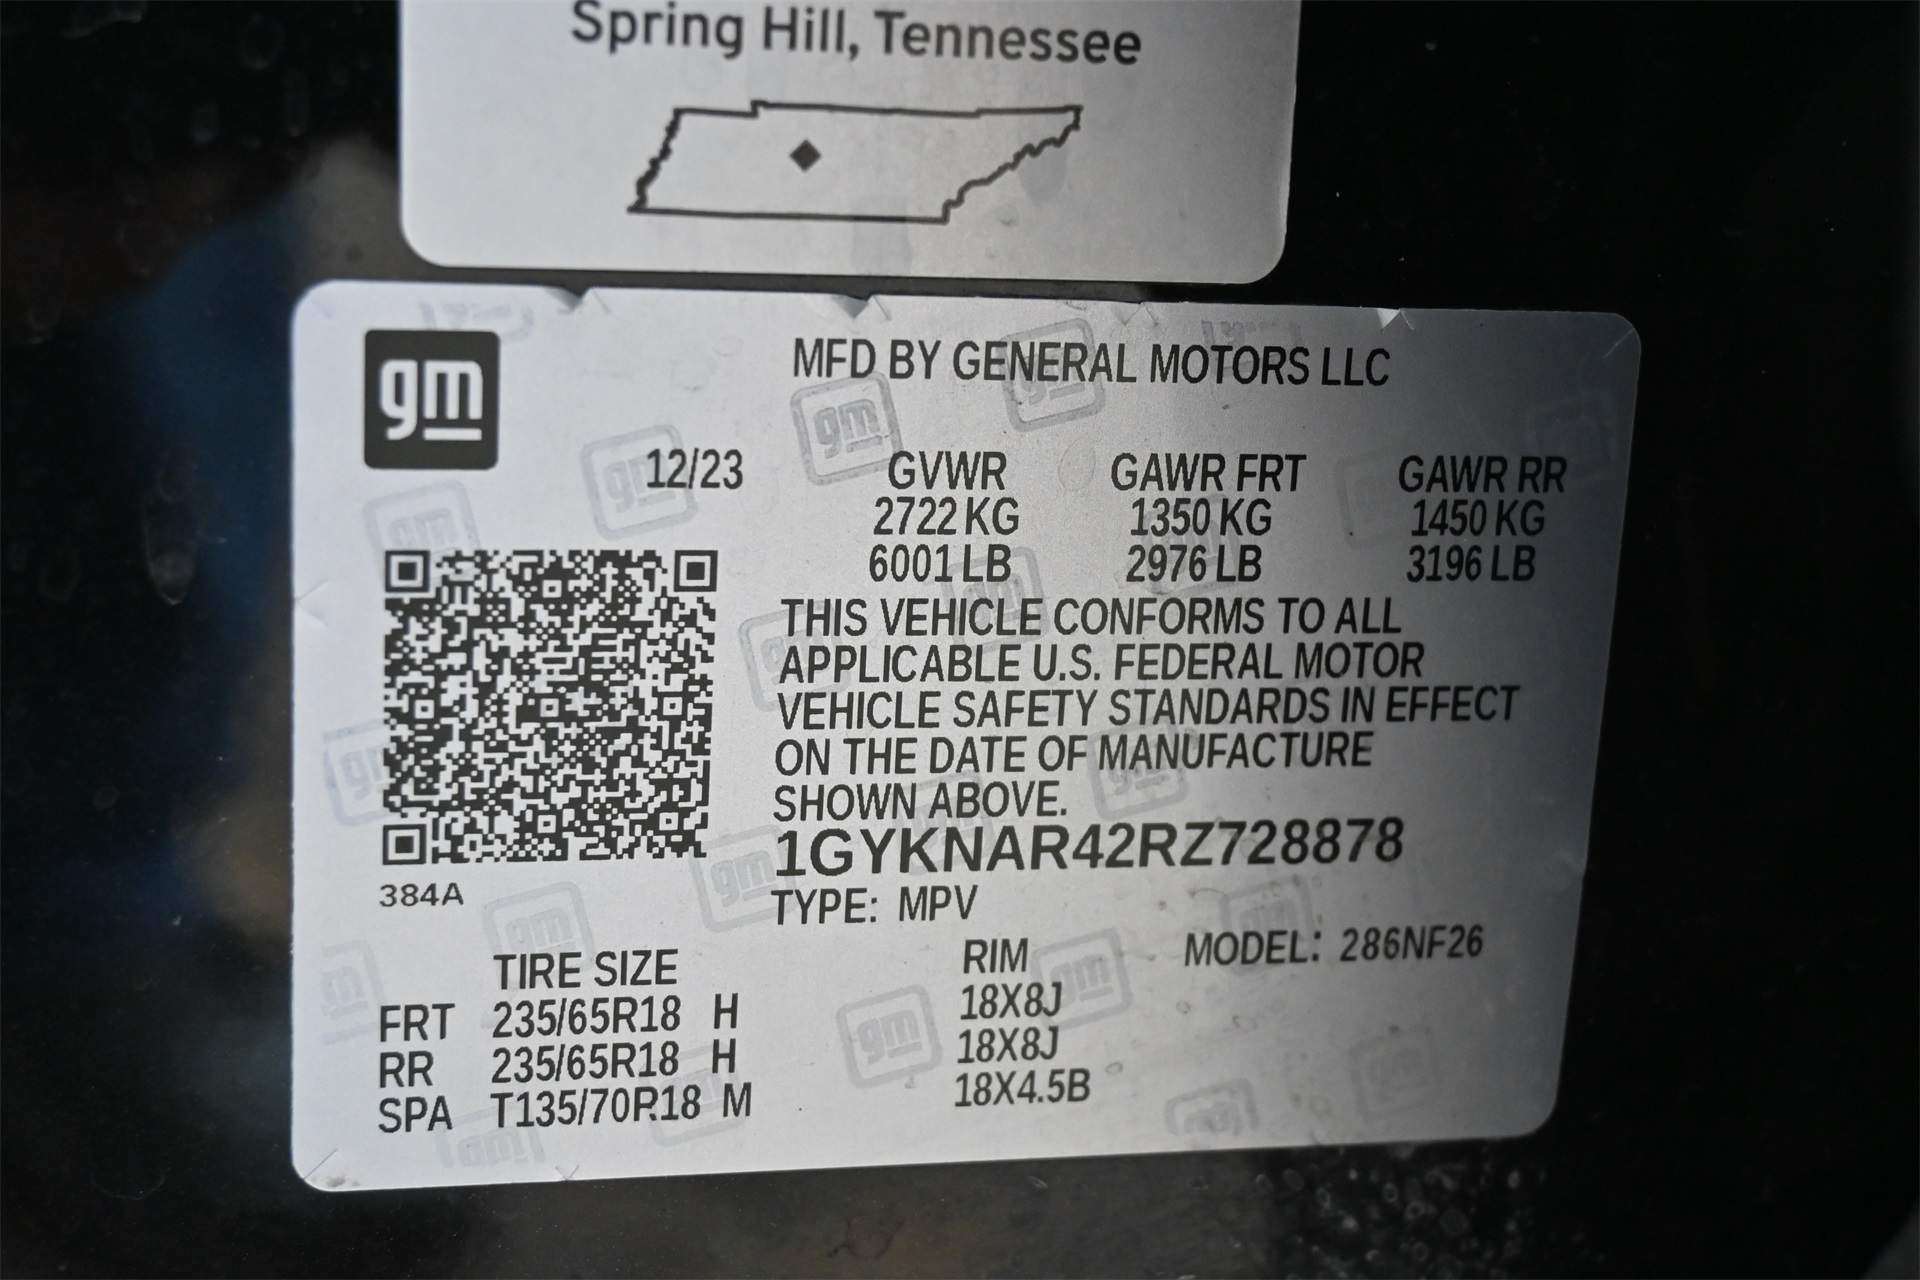 Spring Hill, Tennessee
gm
MFD BY GENERAL MOTORS LLC
12/23 GVWR GAWR FRT GAWR RR
2722 KG 1350 KG 1450 KG
6001 LB 2976 LB 3196 LB
THIS VEHICLE CONFORMS TO ALL
APPLICABLE U.S. FEDERAL MOTOR
VEHICLE SAFETY STANDARDS IN EFFECT
ON THE DATE OF MANUFACTURE
SHOWN ABOVE.
1GYKNAR42RZ728878
384A
TYPE: MPV
TIRE SIZE RIM MODEL: 286NF26
FRT 235/65R18 H 18X8J
RR 235/65R18 H 18X8J
SPA T135/70R18 M 18X4.5B